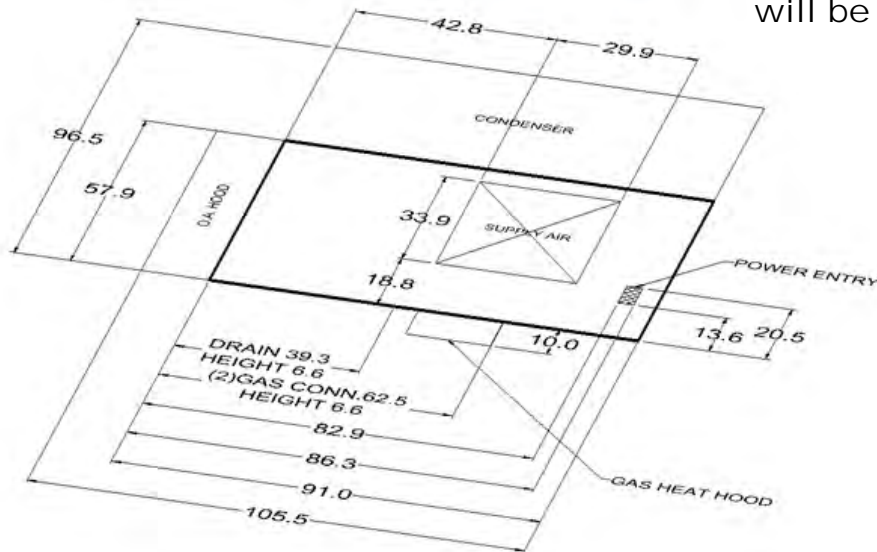 will be
42.8
29.9
CONDENSER
96.5
57.9
O.A HOOD
33.9
SUPPLY AIR
18.8
POWER ENTRY
13.6
20.5
10.0
DRAIN 39.3
HEIGHT 6.6
(2)GAS CONN.62.5
HEIGHT 6.6
82.9
86.3
GAS HEAT HOOD
91.0
105.5